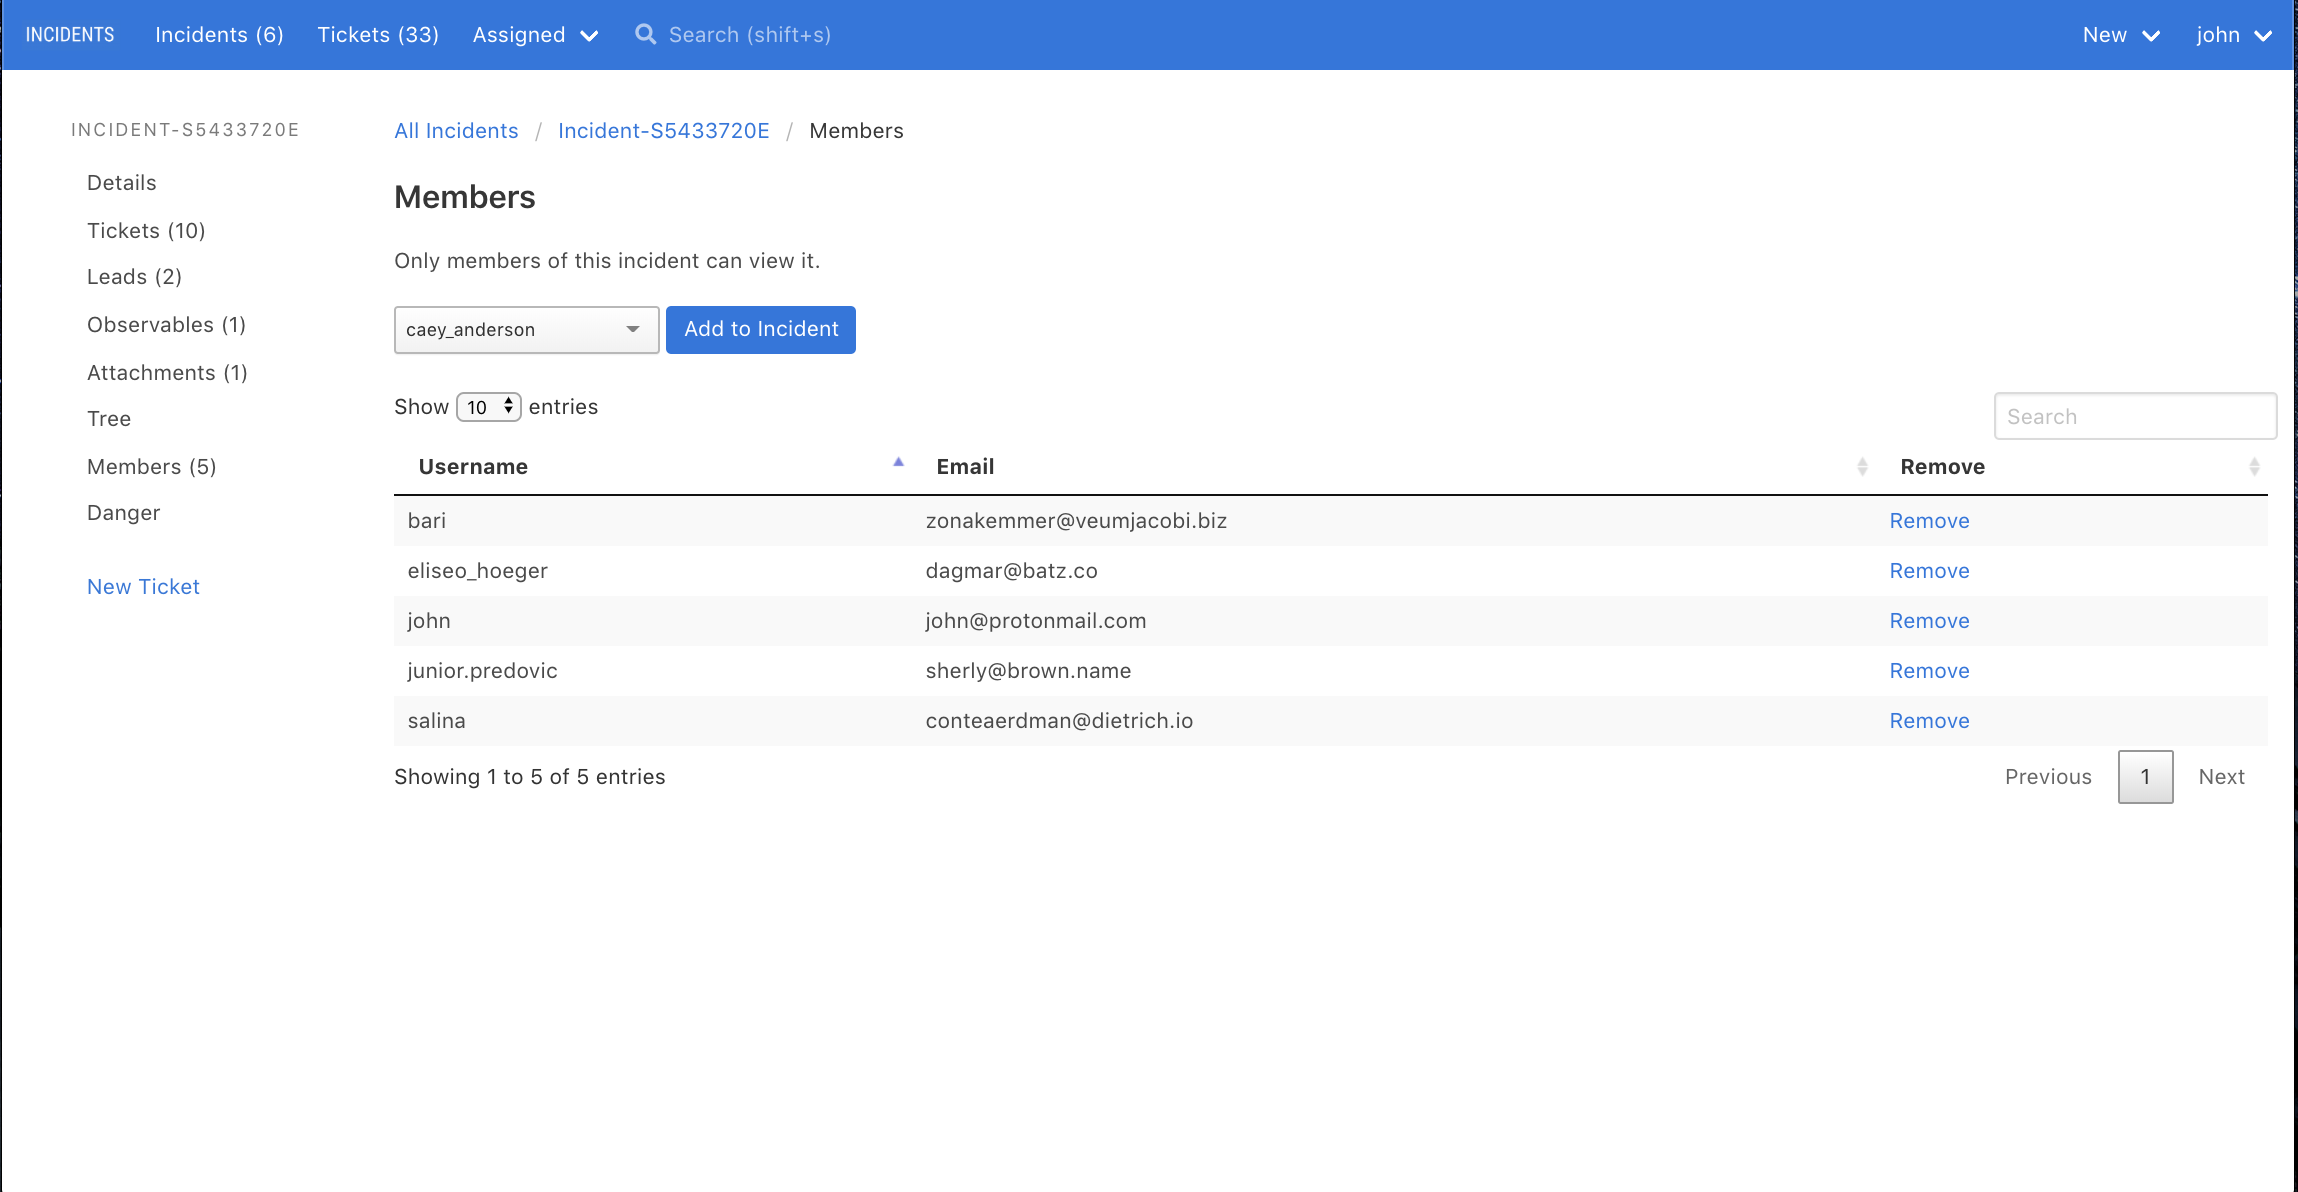 INCIDENTS Incidents (6) Tickets (33) Assigned Search (shift+s) New john
INCIDENT-S5433720E
Details
Tickets (10)
Leads (2)
Observables (1)
Attachments (1)
Tree
Members (5)
Danger
New Ticket
All Incidents / Incident-S5433720E / Members
Members
Only members of this incident can view it.
caey_anderson Add to Incident
Show 10 entries Search
Username Email Remove
bari zonakemmer@veumjacobi.biz Remove
eliseo_hoeger dagmar@batz.co Remove
john john@protonmail.com Remove
junior.predovic sherly@brown.name Remove
salina conteaerdman@dietrich.io Remove
Showing 1 to 5 of 5 entries Previous 1 Next